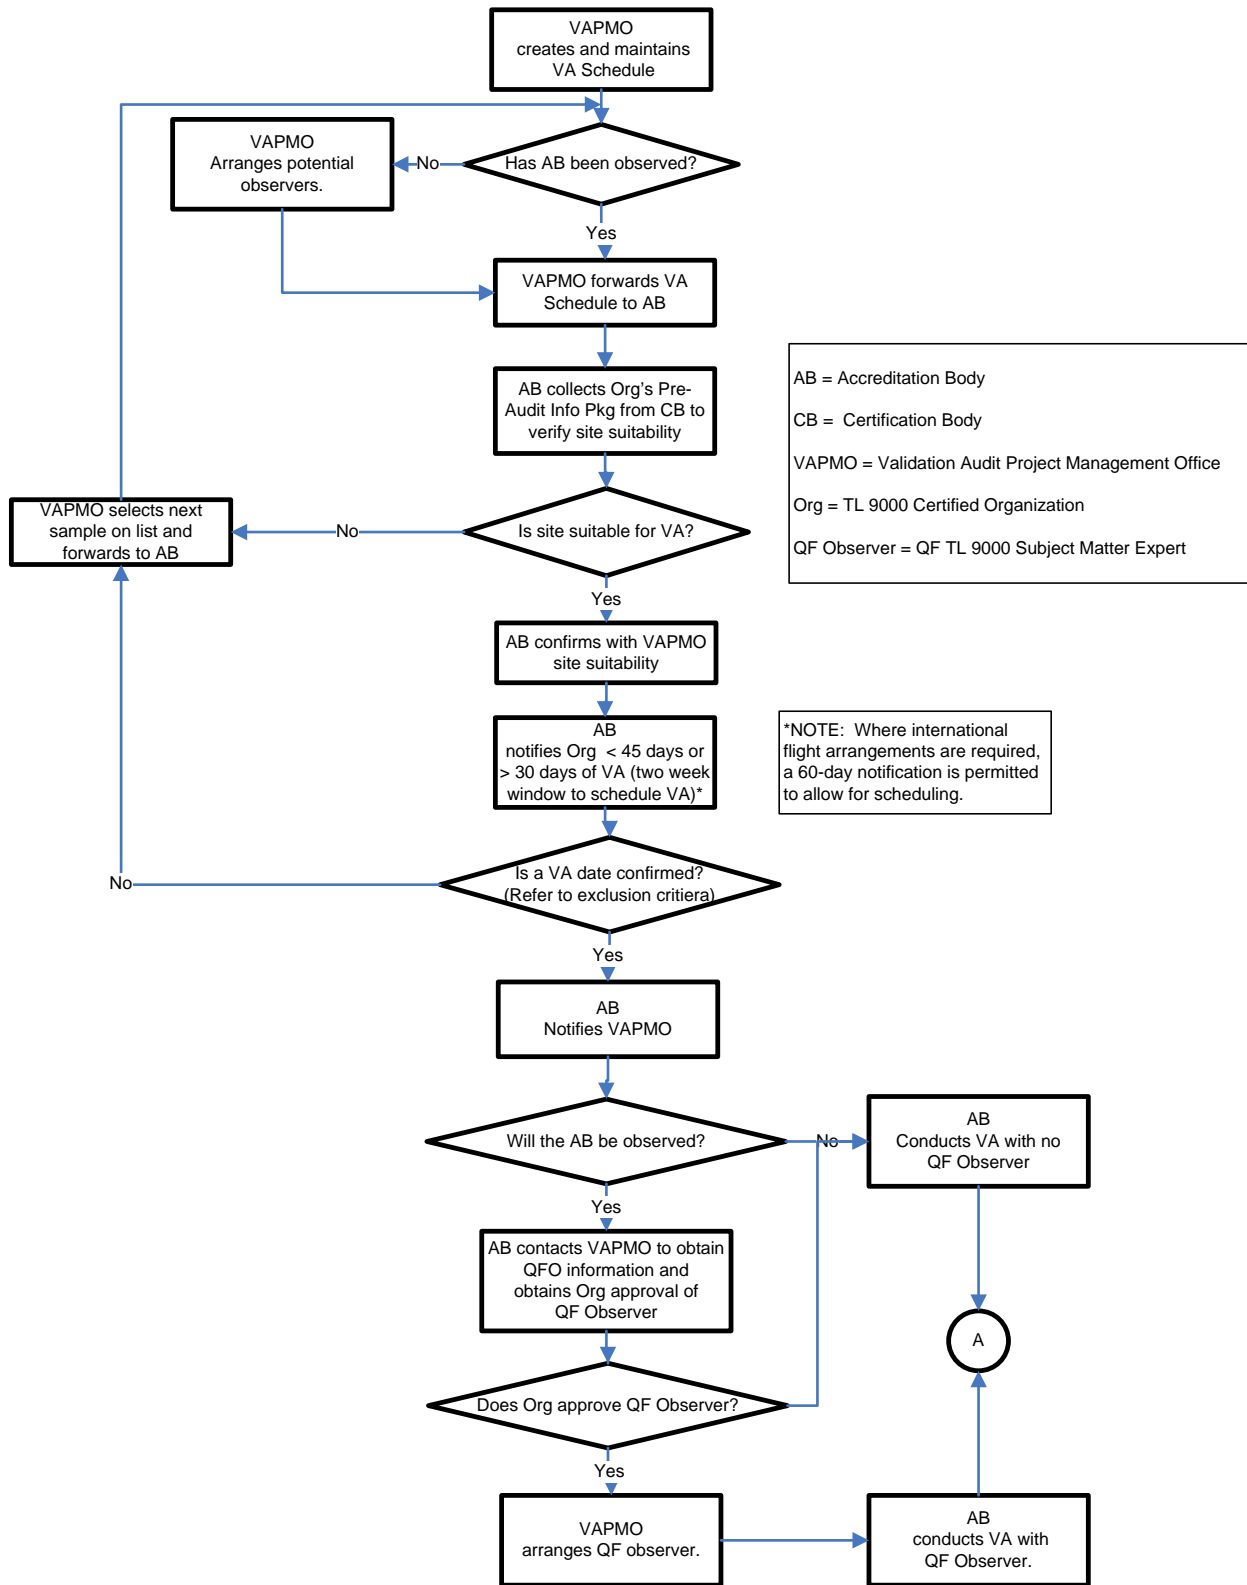 VAPMO
creates and maintains
VA Schedule
VAPMO
Arranges potential
observers.
No
Has AB been observed?
Yes
VAPMO forwards VA
Schedule to AB
AB collects Org's Pre-
Audit Info Pkg from CB to
verify site suitability
AB = Accreditation Body
CB =  Certification Body
VAPMO = Validation Audit Project Management Office
Org = TL 9000 Certified Organization
QF Observer = QF TL 9000 Subject Matter Expert
VAPMO selects next
sample on list and
forwards to AB
No
Is site suitable for VA?
Yes
AB confirms with VAPMO
site suitability
AB
notifies Org  < 45 days or
> 30 days of VA (two week
window to schedule VA)*
*NOTE:  Where international
flight arrangements are required,
a 60-day notification is permitted
to allow for scheduling.
No
Is a VA date confirmed?
(Refer to exclusion critiera)
Yes
AB
Notifies VAPMO
Will the AB be observed?
No
AB
Conducts VA with no
QF Observer
Yes
AB contacts VAPMO to obtain
QFO information and
obtains Org approval of
QF Observer
A
Does Org approve QF Observer?
Yes
VAPMO
arranges QF observer.
AB
conducts VA with
QF Observer.